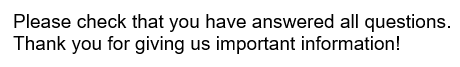 Please check that you have answered all questions.
Thank you for giving us important information!